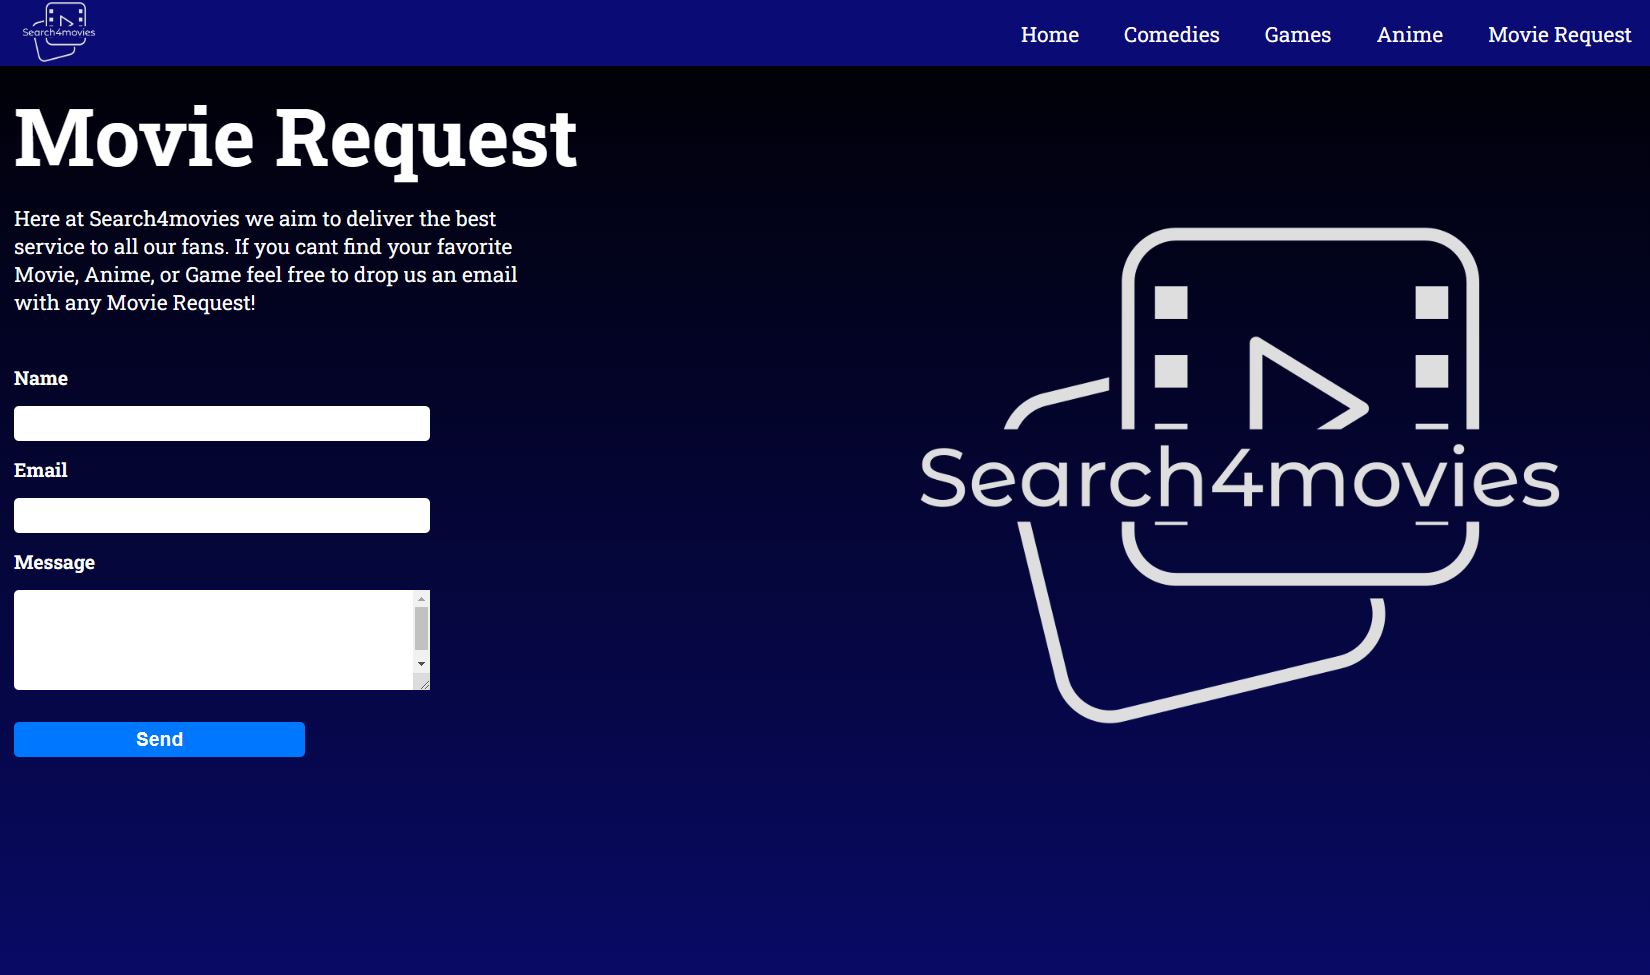 Search4movies
Home Comedies Games Anime Movie Request
Movie Request
Here at Search4movies we aim to deliver the best
service to all our fans. If you cant find your favorite
Movie, Anime, or Game feel free to drop us an email
with any Movie Request!
Name
Email
Message
Send
Search4movies